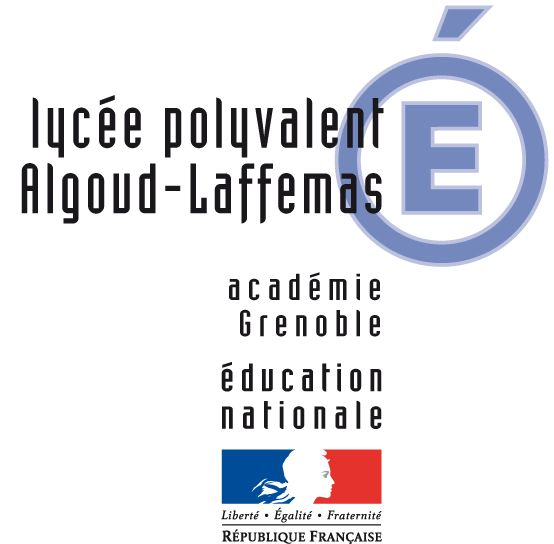 lycée polyvalent
Algoud-Laffemas
É
académie
Grenoble
éducation
nationale
Liberté • Égalité • Fraternité
RÉPUBLIQUE FRANÇAISE